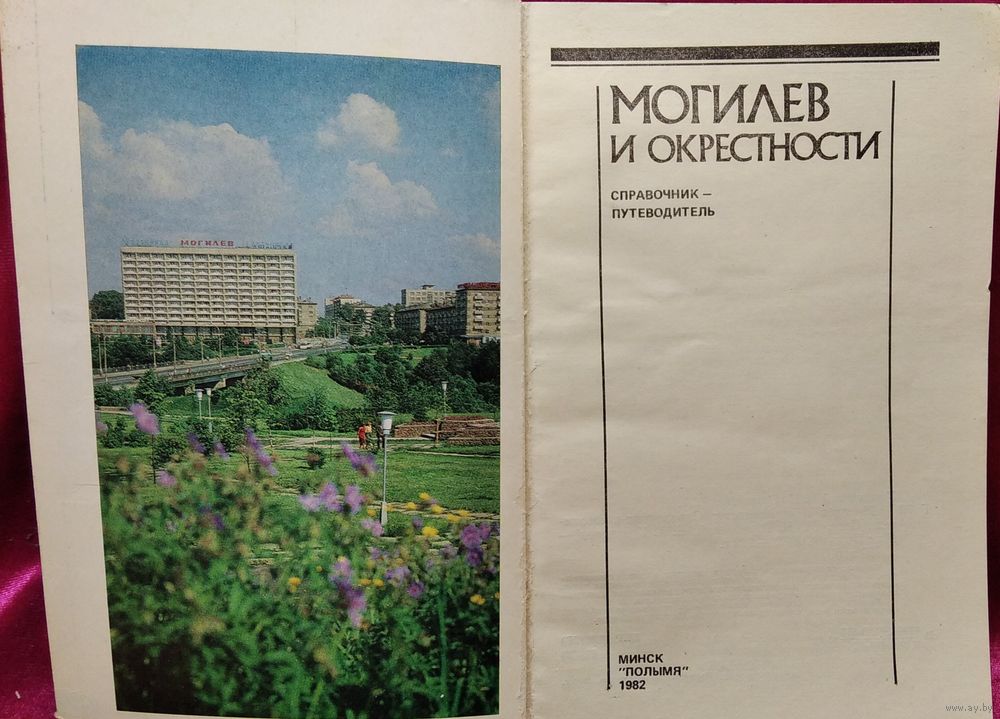 МОГИЛЕВ
МОГИЛЕВ
И ОКРЕСТНОСТИ
СПРАВОЧНИК –
ПУТЕВОДИТЕЛЬ
МИНСК
"ПОЛЫМЯ"
1982
www.ay.by